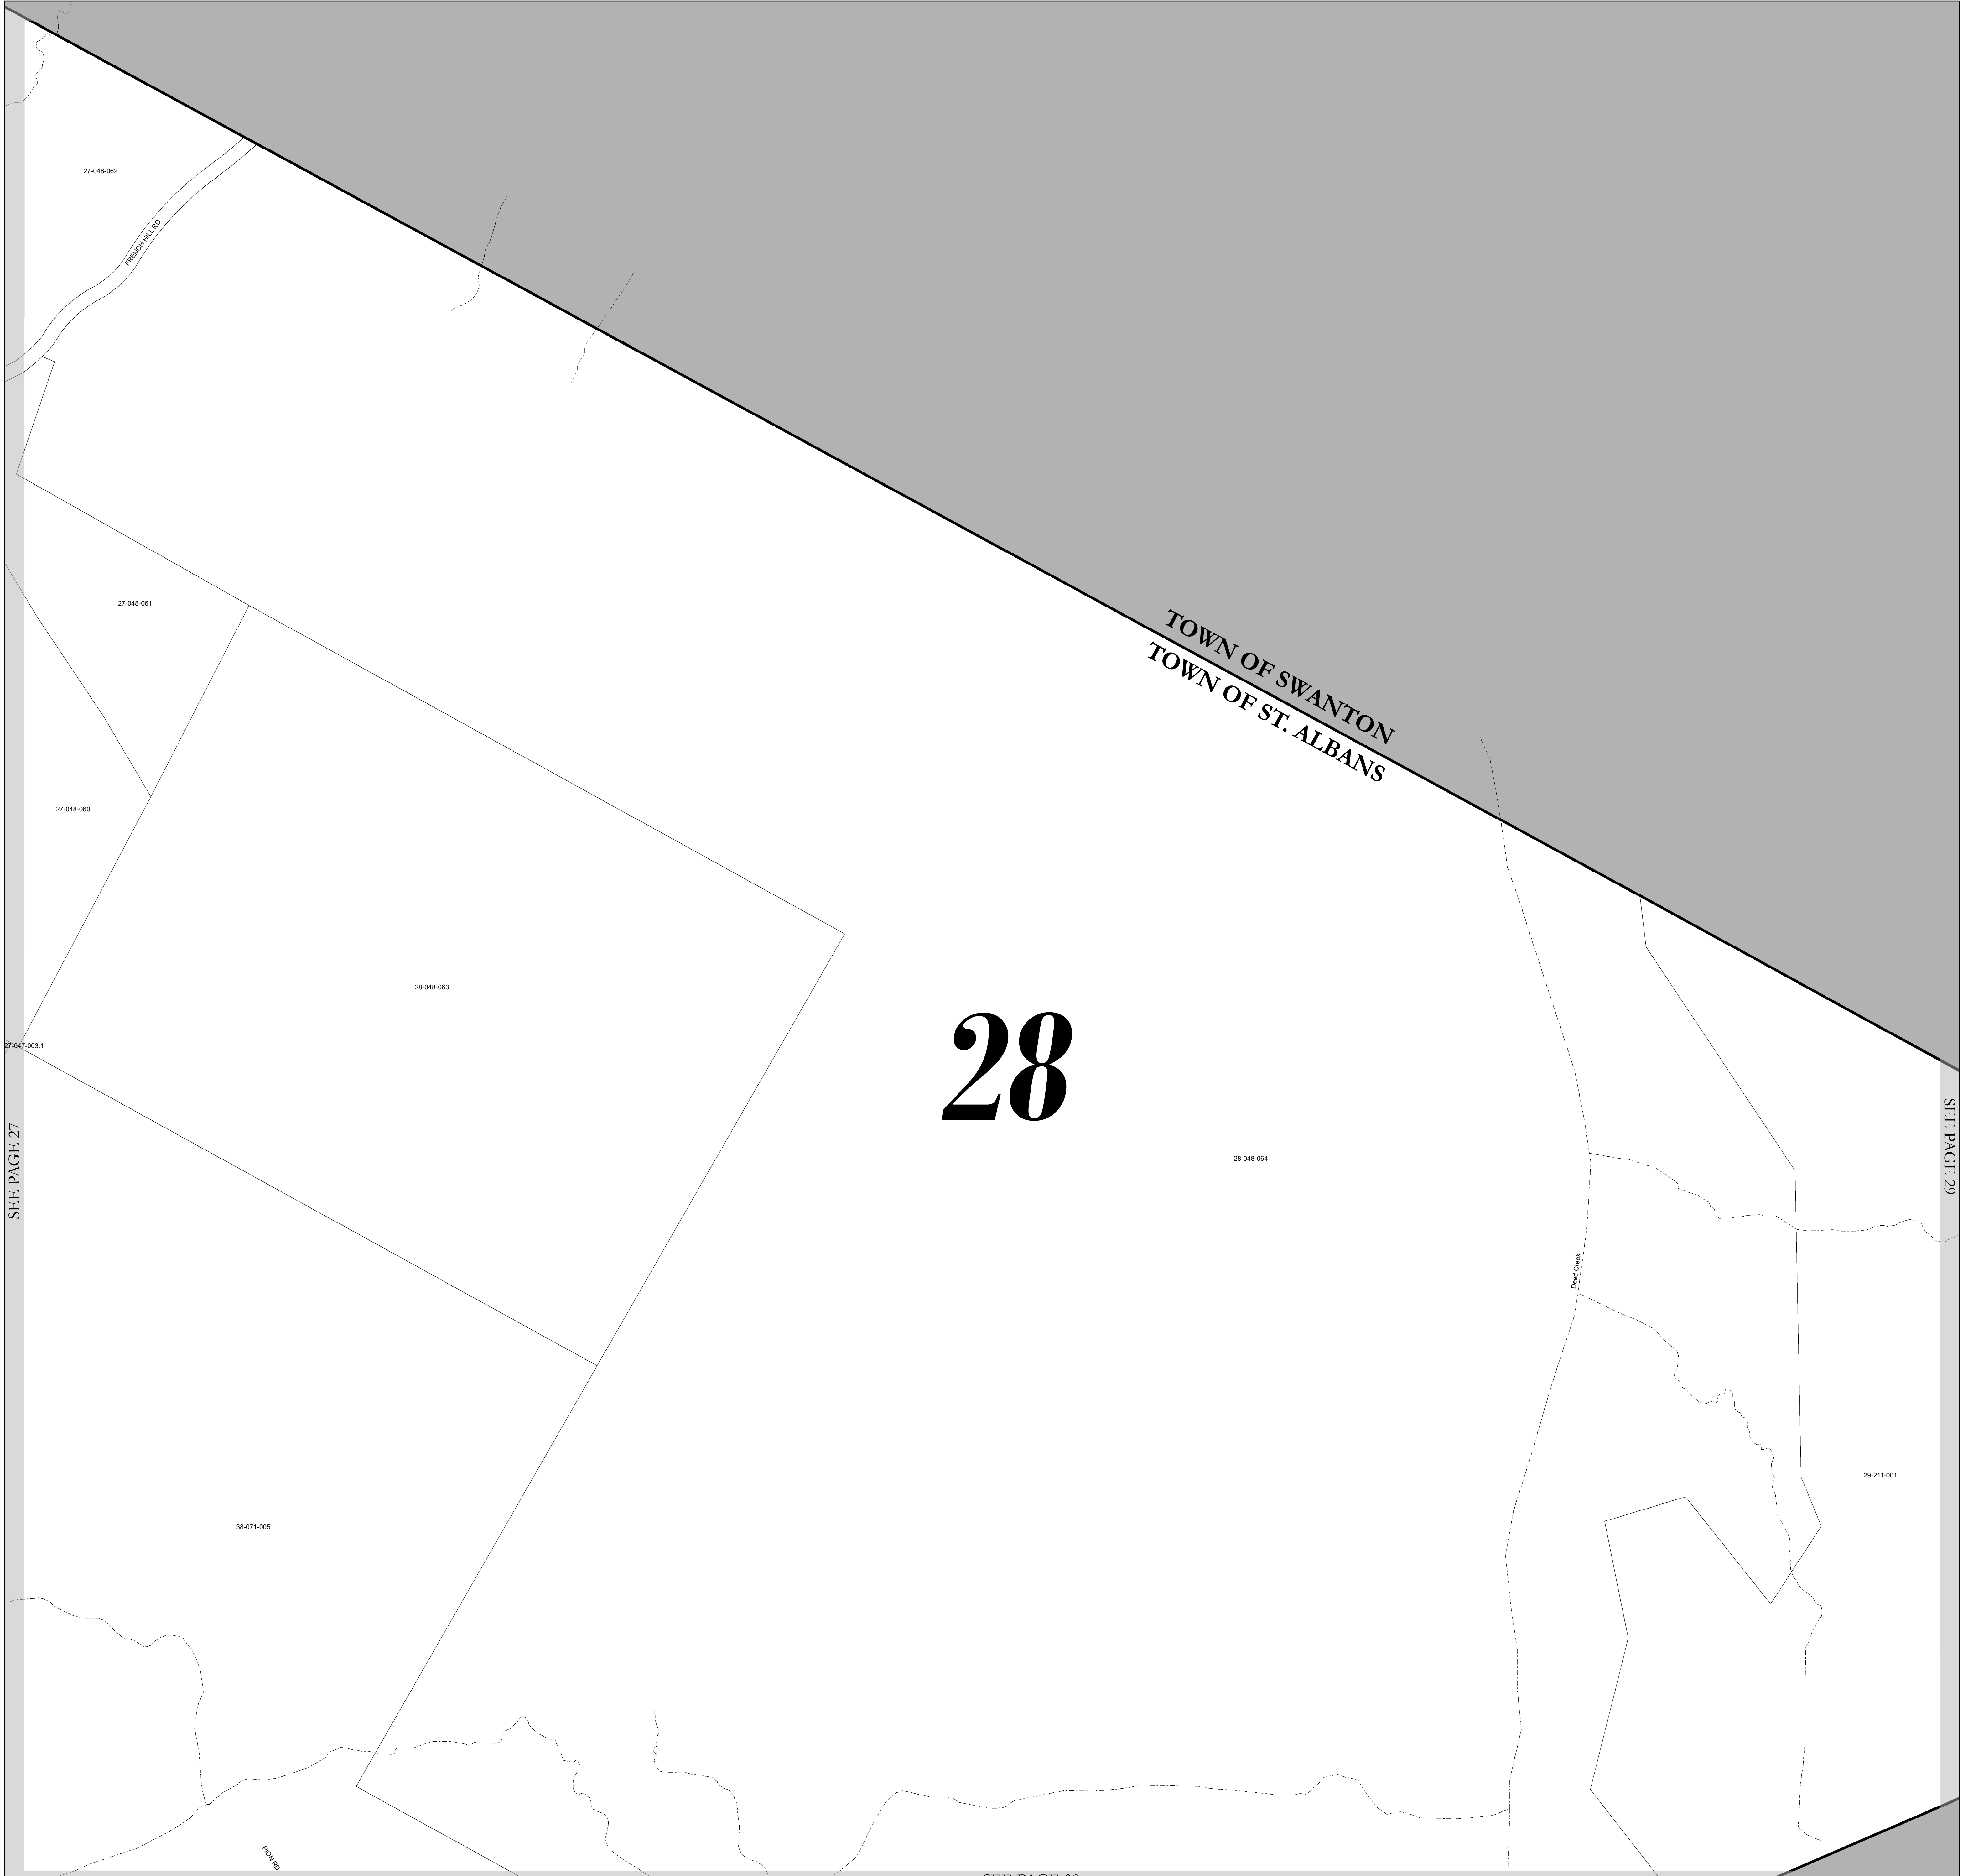 27-048-062
FRENCH HILL RD
27-048-061
TOWN OF SWANTON
TOWN OF ST. ALBANS
27-048-060
28-048-063
28
27-047-003.1
SEE PAGE 27
28-048-064
SEE PAGE 29
Dead Creek
29-211-001
38-071-005
PION RD